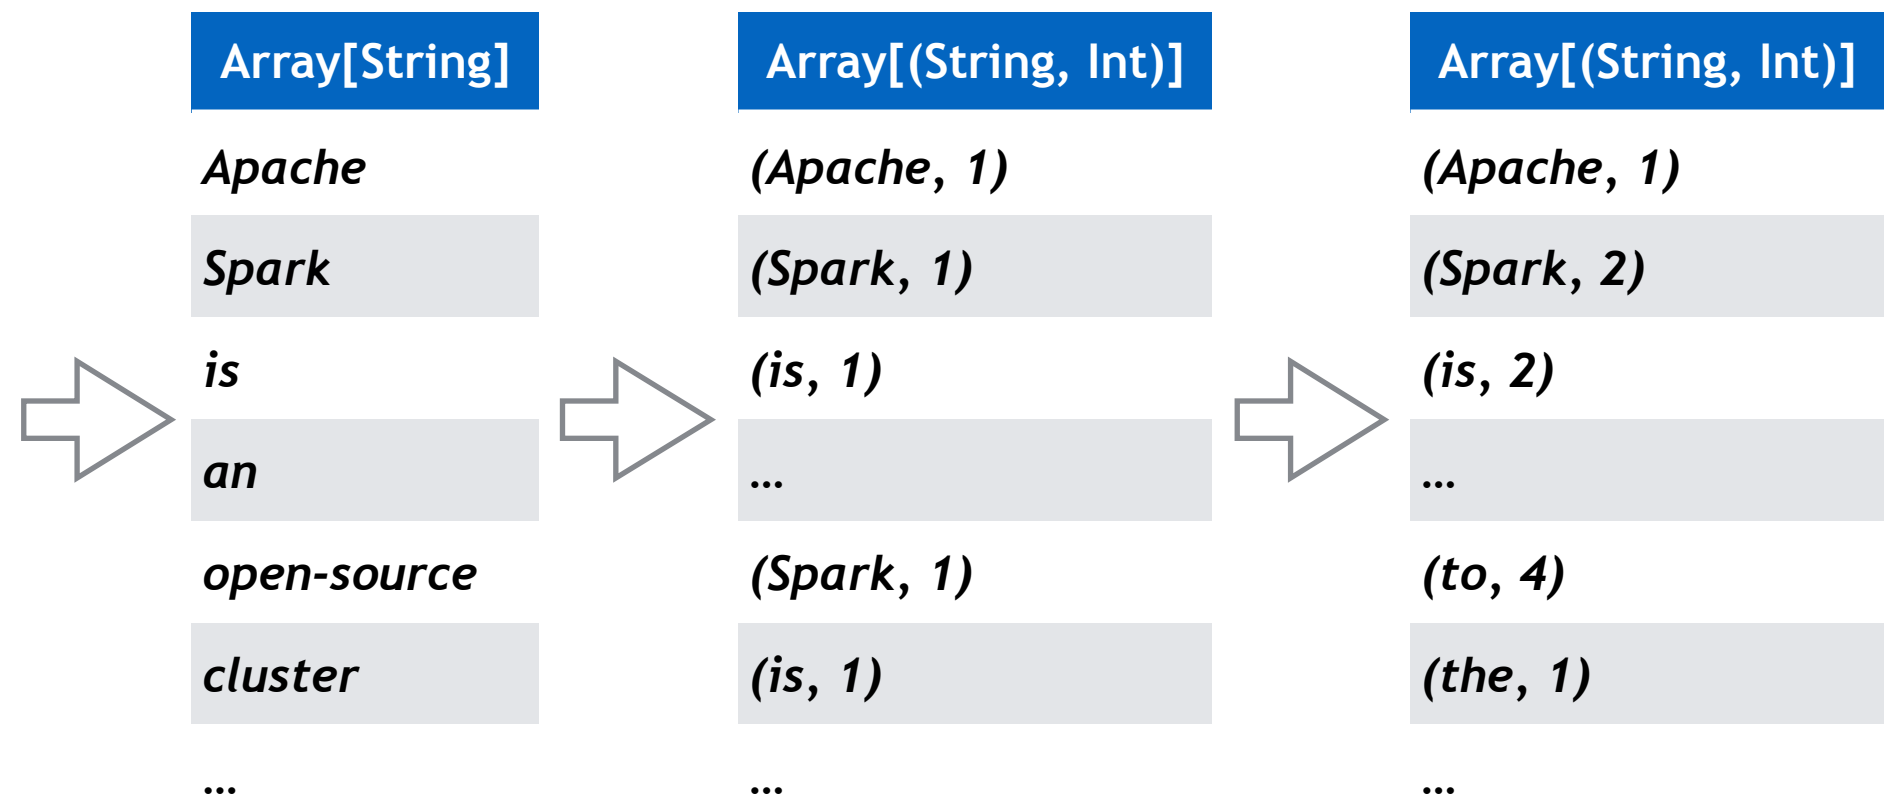 Array[String]
Apache
Spark
is
an
open-source
cluster
…
Array[(String, Int)]
(Apache, 1)
(Spark, 1)
(is, 1)
…
(Spark, 1)
(is, 1)
…
Array[(String, Int)]
(Apache, 1)
(Spark, 2)
(is, 2)
…
(to, 4)
(the, 1)
…